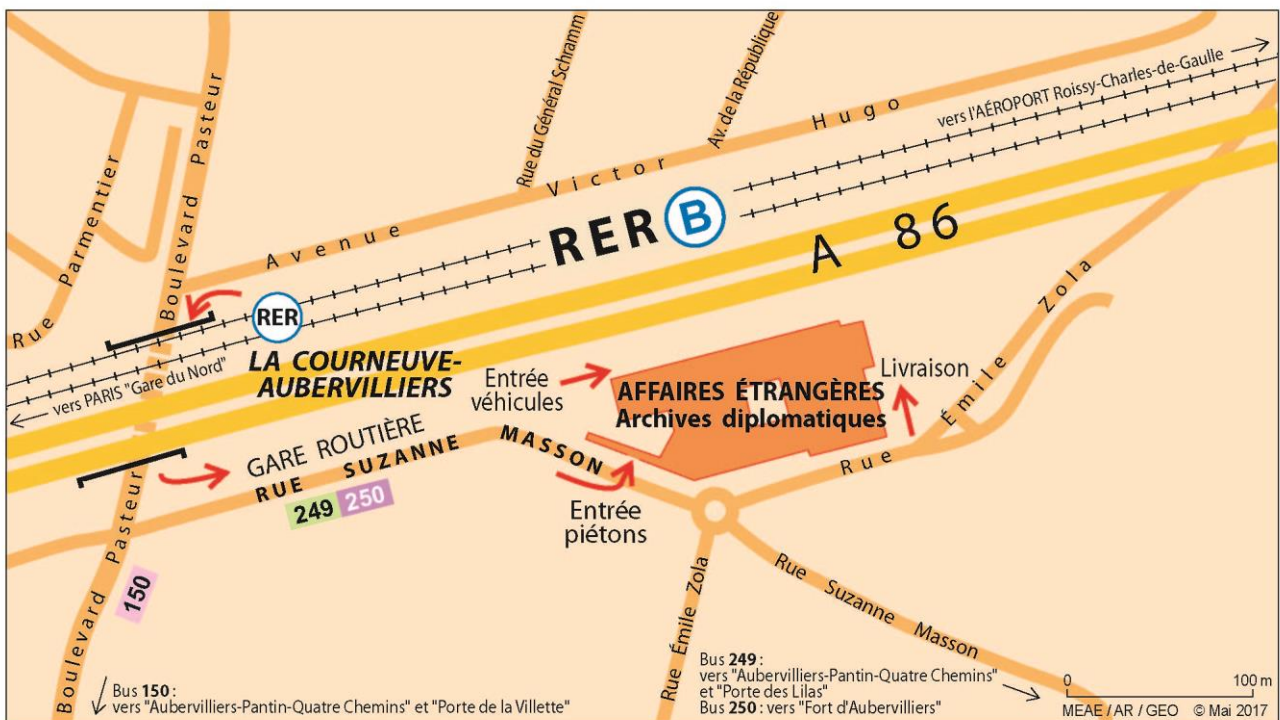 Rue du Général Schramm
Av. de la République
Avenue Victor Hugo
vers l'AÉROPORT Roissy-Charles-de-Gaulle
Boulevard Pasteur
Rue Parmentier
RER B
A 86
RER
LA COURNEUVE-
AUBERVILLIERS
vers PARIS "Gare du Nord"
Entrée
véhicules
AFFAIRES ÉTRANGÈRES
Archives diplomatiques
Livraison
Rue Émile Zola
GARE ROUTIÈRE
RUE SUZANNE MASSON
249 250
Entrée
piétons
Boulevard Pasteur
150
Rue Émile Zola
Rue Suzanne Masson
Bus 150 :
vers "Aubervilliers-Pantin-Quatre Chemins" et "Porte de la Villette"
Bus 249 :
vers "Aubervilliers-Pantin-Quatre Chemins"
et "Porte des Lilas"
Bus 250 : vers "Fort d'Aubervilliers"
0 100 m
MEAE / AR / GEO © Mai 2017